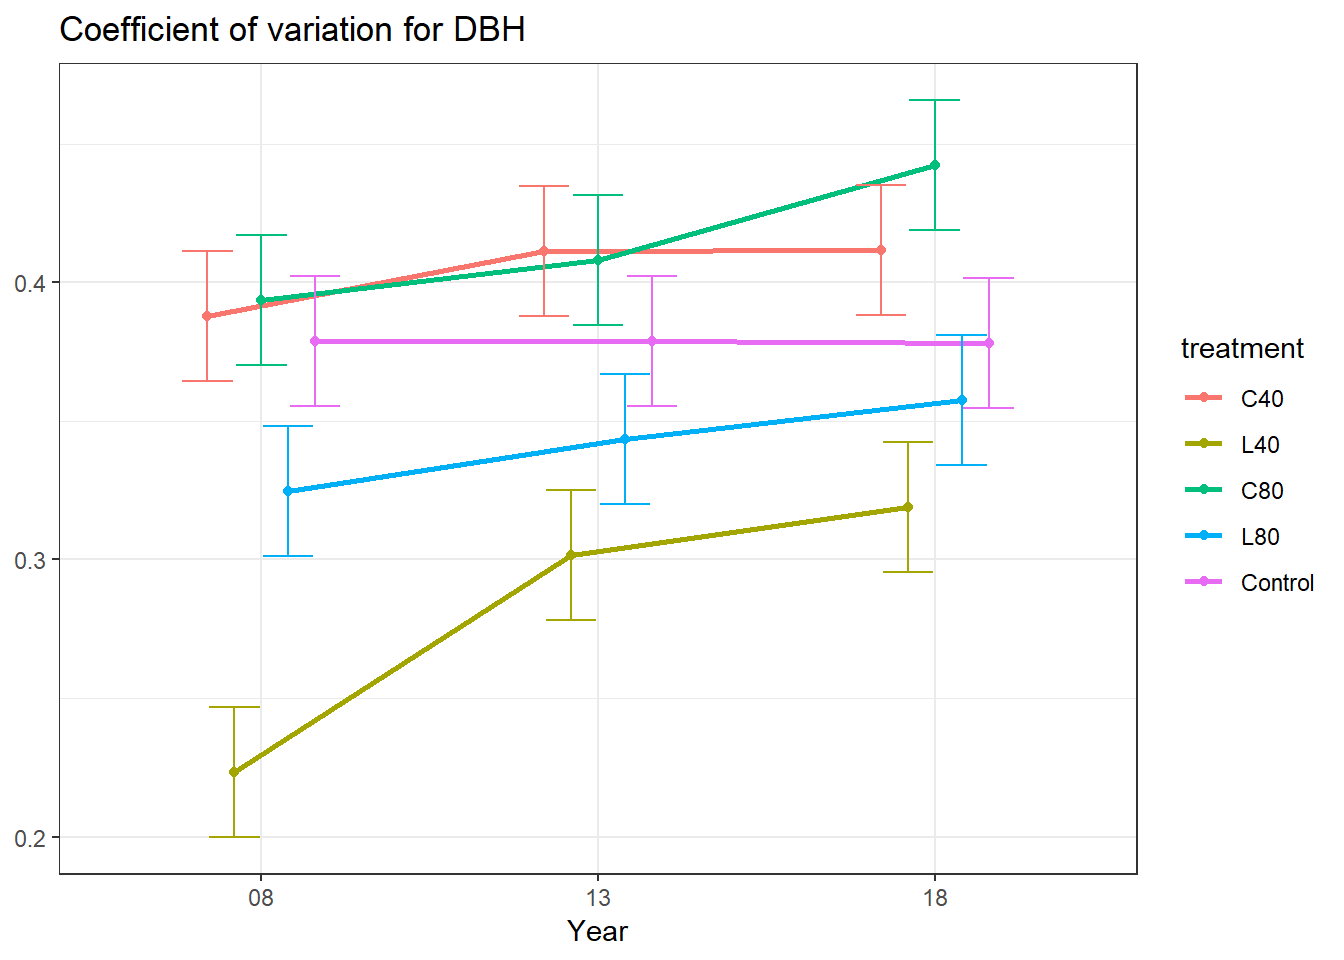 Coefficient of variation for DBH
0.4
0.3
0.2
08 13 18
Year
treatment
C40
L40
C80
L80
Control